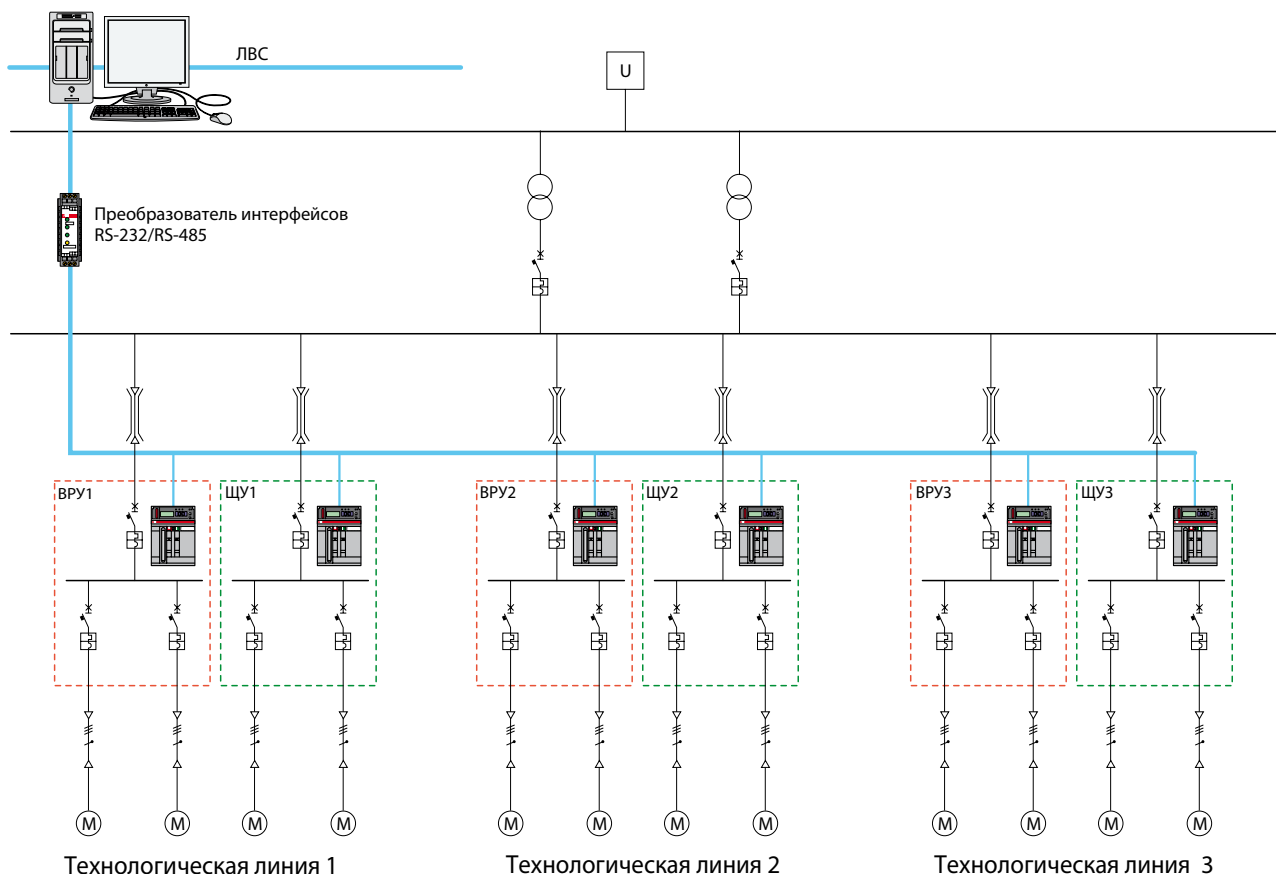 ЛВС
U
Преобразователь интерфейсов
RS-232/RS-485
ВРУ1
ЩУ1
ВРУ2
ЩУ2
ВРУ3
ЩУ3
M M M M M M M M M M M M
Технологическая линия 1
Технологическая линия 2
Технологическая линия 3